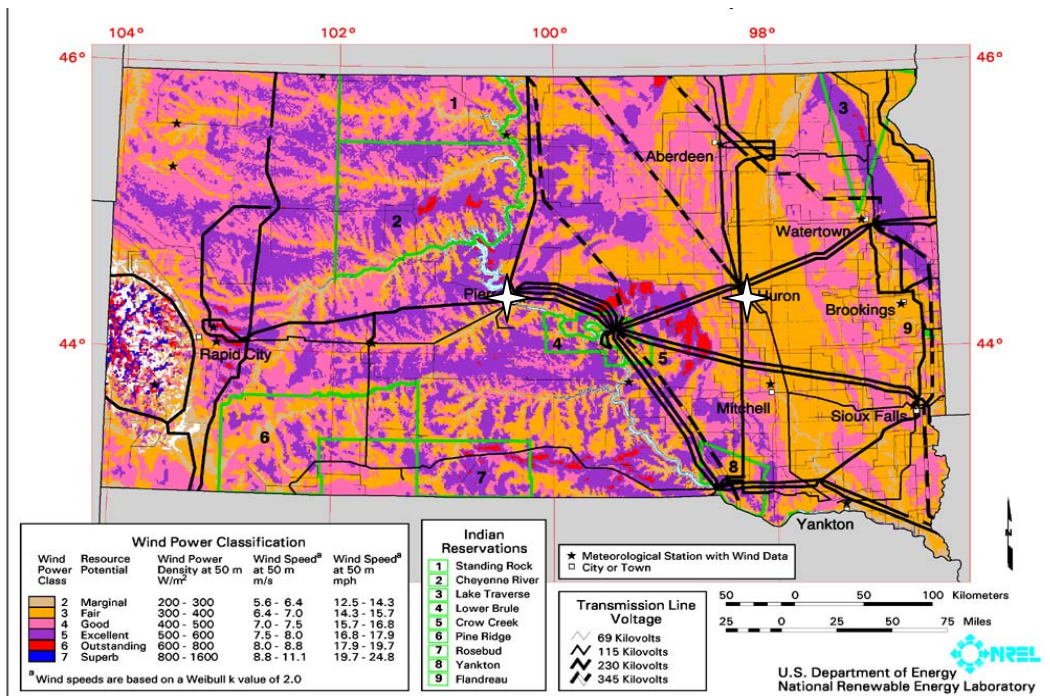 104°
102°
100°
98°
46°
46°
1
3
Aberdeen
2
Watertown
Pier
Huron
Brookings
9
44°
44°
Rapid City
4
5
Mitchell
Sioux Falls
6
7
8
Yankton
Wind Power Classification
Wind Power Class Resource Potential Wind Power Density at 50 m W/m² Wind Speedᵃ at 50 m m/s Wind Speedᵃ at 50 m mph
2 Marginal 200 - 300 5.6 - 6.4 12.5 - 14.3
3 Fair 300 - 400 6.4 - 7.0 14.3 - 15.7
4 Good 400 - 500 7.0 - 7.5 15.7 - 16.8
5 Excellent 500 - 600 7.5 - 8.0 16.8 - 17.9
6 Outstanding 600 - 800 8.0 - 8.8 17.9 - 19.7
7 Superb 800 - 1600 8.8 - 11.1 19.7 - 24.8
ᵃ Wind speeds are based on a Weibull k value of 2.0
Indian
Reservations
1 Standing Rock
2 Cheyenne River
3 Lake Traverse
4 Lower Brule
5 Crow Creek
6 Pine Ridge
7 Rosebud
8 Yankton
9 Flandreau
Meteorological Station with Wind Data
City or Town
Transmission Line
Voltage
69 Kilovolts
115 Kilovolts
230 Kilovolts
345 Kilovolts
50 0 50 100 Kilometers
25 0 25 50 75 Miles
NREL
U.S. Department of Energy
National Renewable Energy Laboratory